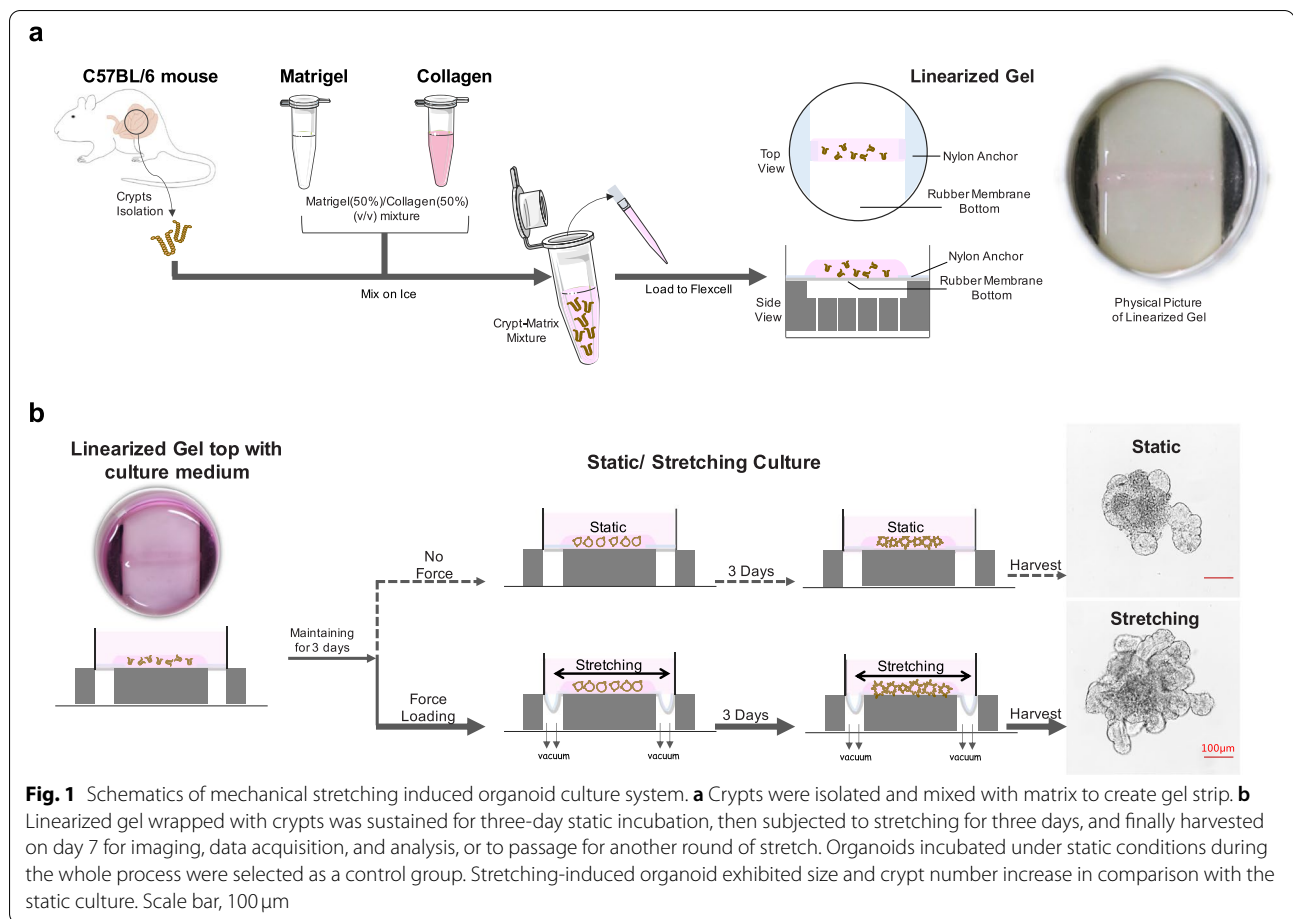 a
C57BL/6 mouse
Matrigel
Collagen
Linearized Gel
Crypts
Isolation
Matrigel(50%)/Collagen(50%)
(v/v) mixture
Mix on Ice
Crypt-Matrix
Mixture
Load to Flexcell
Top
View
Nylon Anchor
Rubber Membrane
Bottom
Side
View
Nylon Anchor
Rubber Membrane
Bottom
Physical Picture
of Linearized Gel
b
Linearized Gel top with
culture medium
Static/ Stretching Culture
Maintaining
for 3 days
No
Force
Static
3 Days
Static
Harvest
Static
Force
Loading
Stretching
vacuum
vacuum
3 Days
Stretching
vacuum
vacuum
Harvest
Stretching
100μm
Fig. 1 Schematics of mechanical stretching induced organoid culture system. a Crypts were isolated and mixed with matrix to create gel strip. b
Linearized gel wrapped with crypts was sustained for three-day static incubation, then subjected to stretching for three days, and finally harvested
on day 7 for imaging, data acquisition, and analysis, or to passage for another round of stretch. Organoids incubated under static conditions during
the whole process were selected as a control group. Stretching-induced organoid exhibited size and crypt number increase in comparison with the
static culture. Scale bar, 100 μm